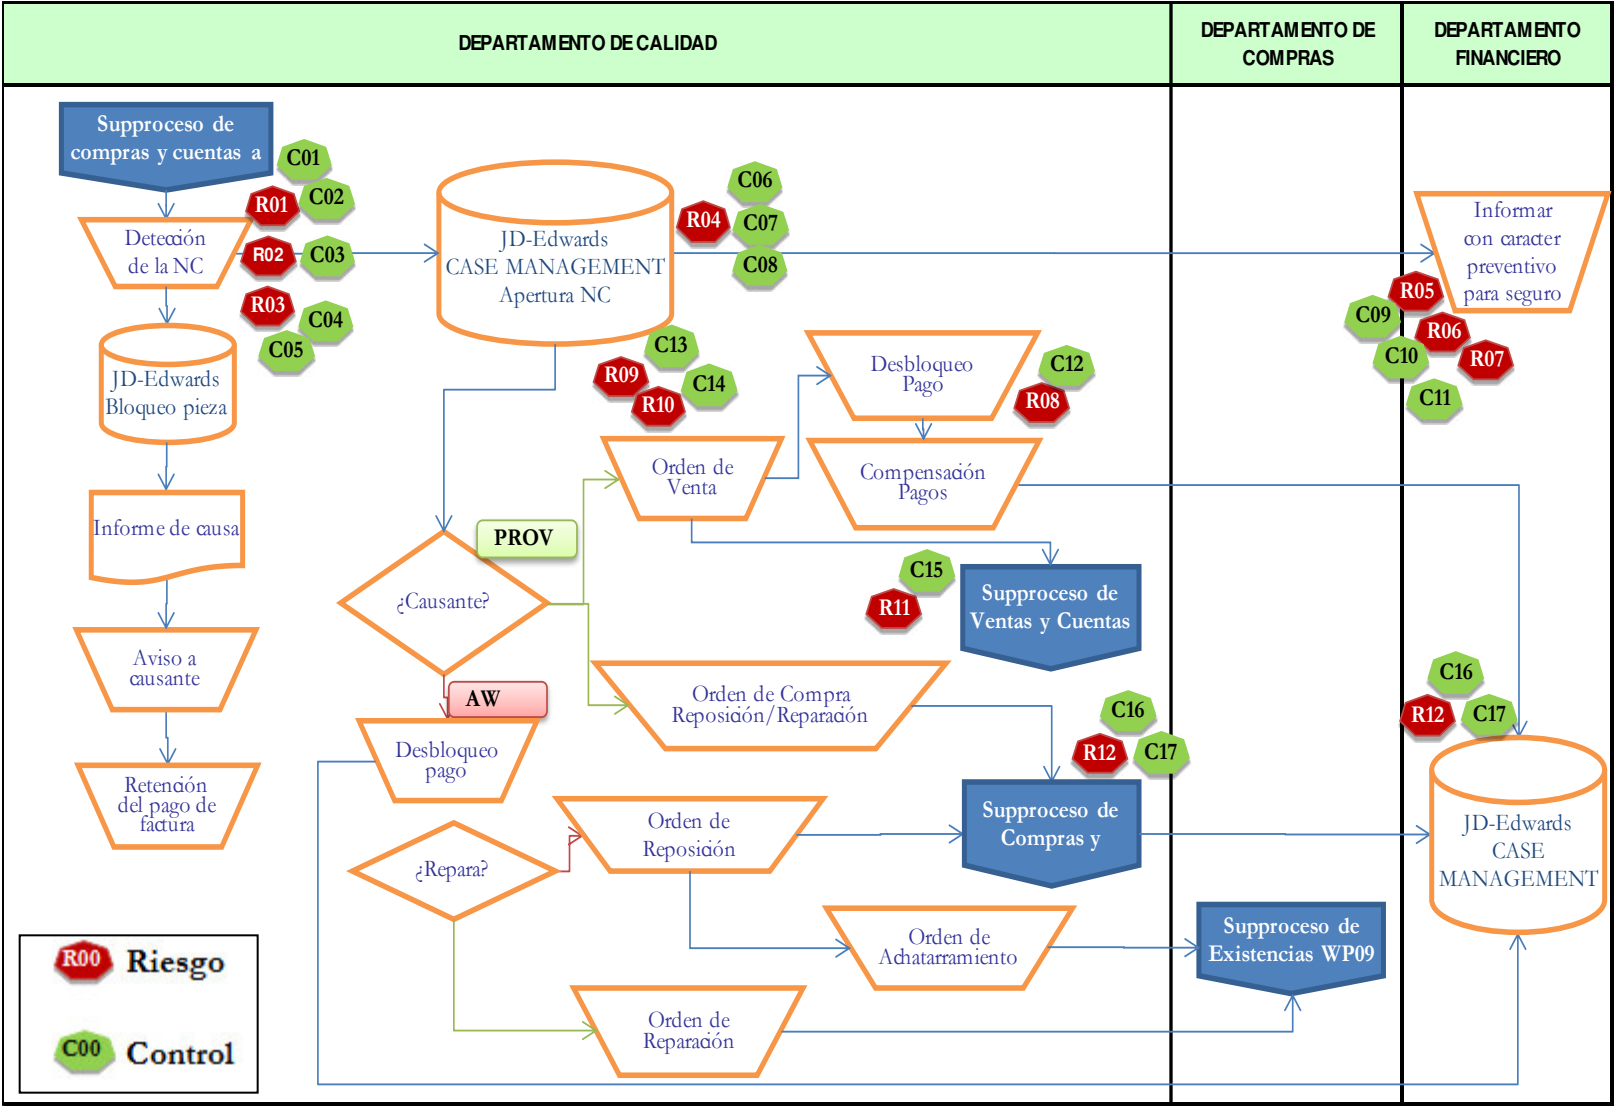 DEPARTAMENTO DE CALIDAD
DEPARTAMENTO DE
COMPRAS
DEPARTAMENTO
FINANCIERO
Supproceso de
compras y cuentas a
C01
R01
C02
Detección
de la NC
R02
C03
R03
C04
C05
JD-Edwards
Bloqueo pieza
Informe de causa
Aviso a
causante
Retención
del pago de
factura
JD-Edwards
CASE MANAGEMENT
Apertura NC
C06
R04
C07
C08
Informar
con caracter
preventivo
para seguro
R05
C09
R06
C10
R07
C11
C13
R09
C14
R10
Desbloqueo
Pago
C12
R08
Orden de
Venta
Compensación
Pagos
PROV
¿Causante?
C15
R11
Supproceso de
Ventas y Cuentas
AW
Desbloqueo
pago
Orden de Compra
Reposición/Reparación
C16
R12
C17
C16
R12
C17
¿Repara?
Orden de
Reposición
Supproceso de
Compras y
JD-Edwards
CASE
MANAGEMENT
Orden de
Achatarramiento
Supproceso de
Existencias WP09
Orden de
Reparación
R00 Riesgo
C00 Control